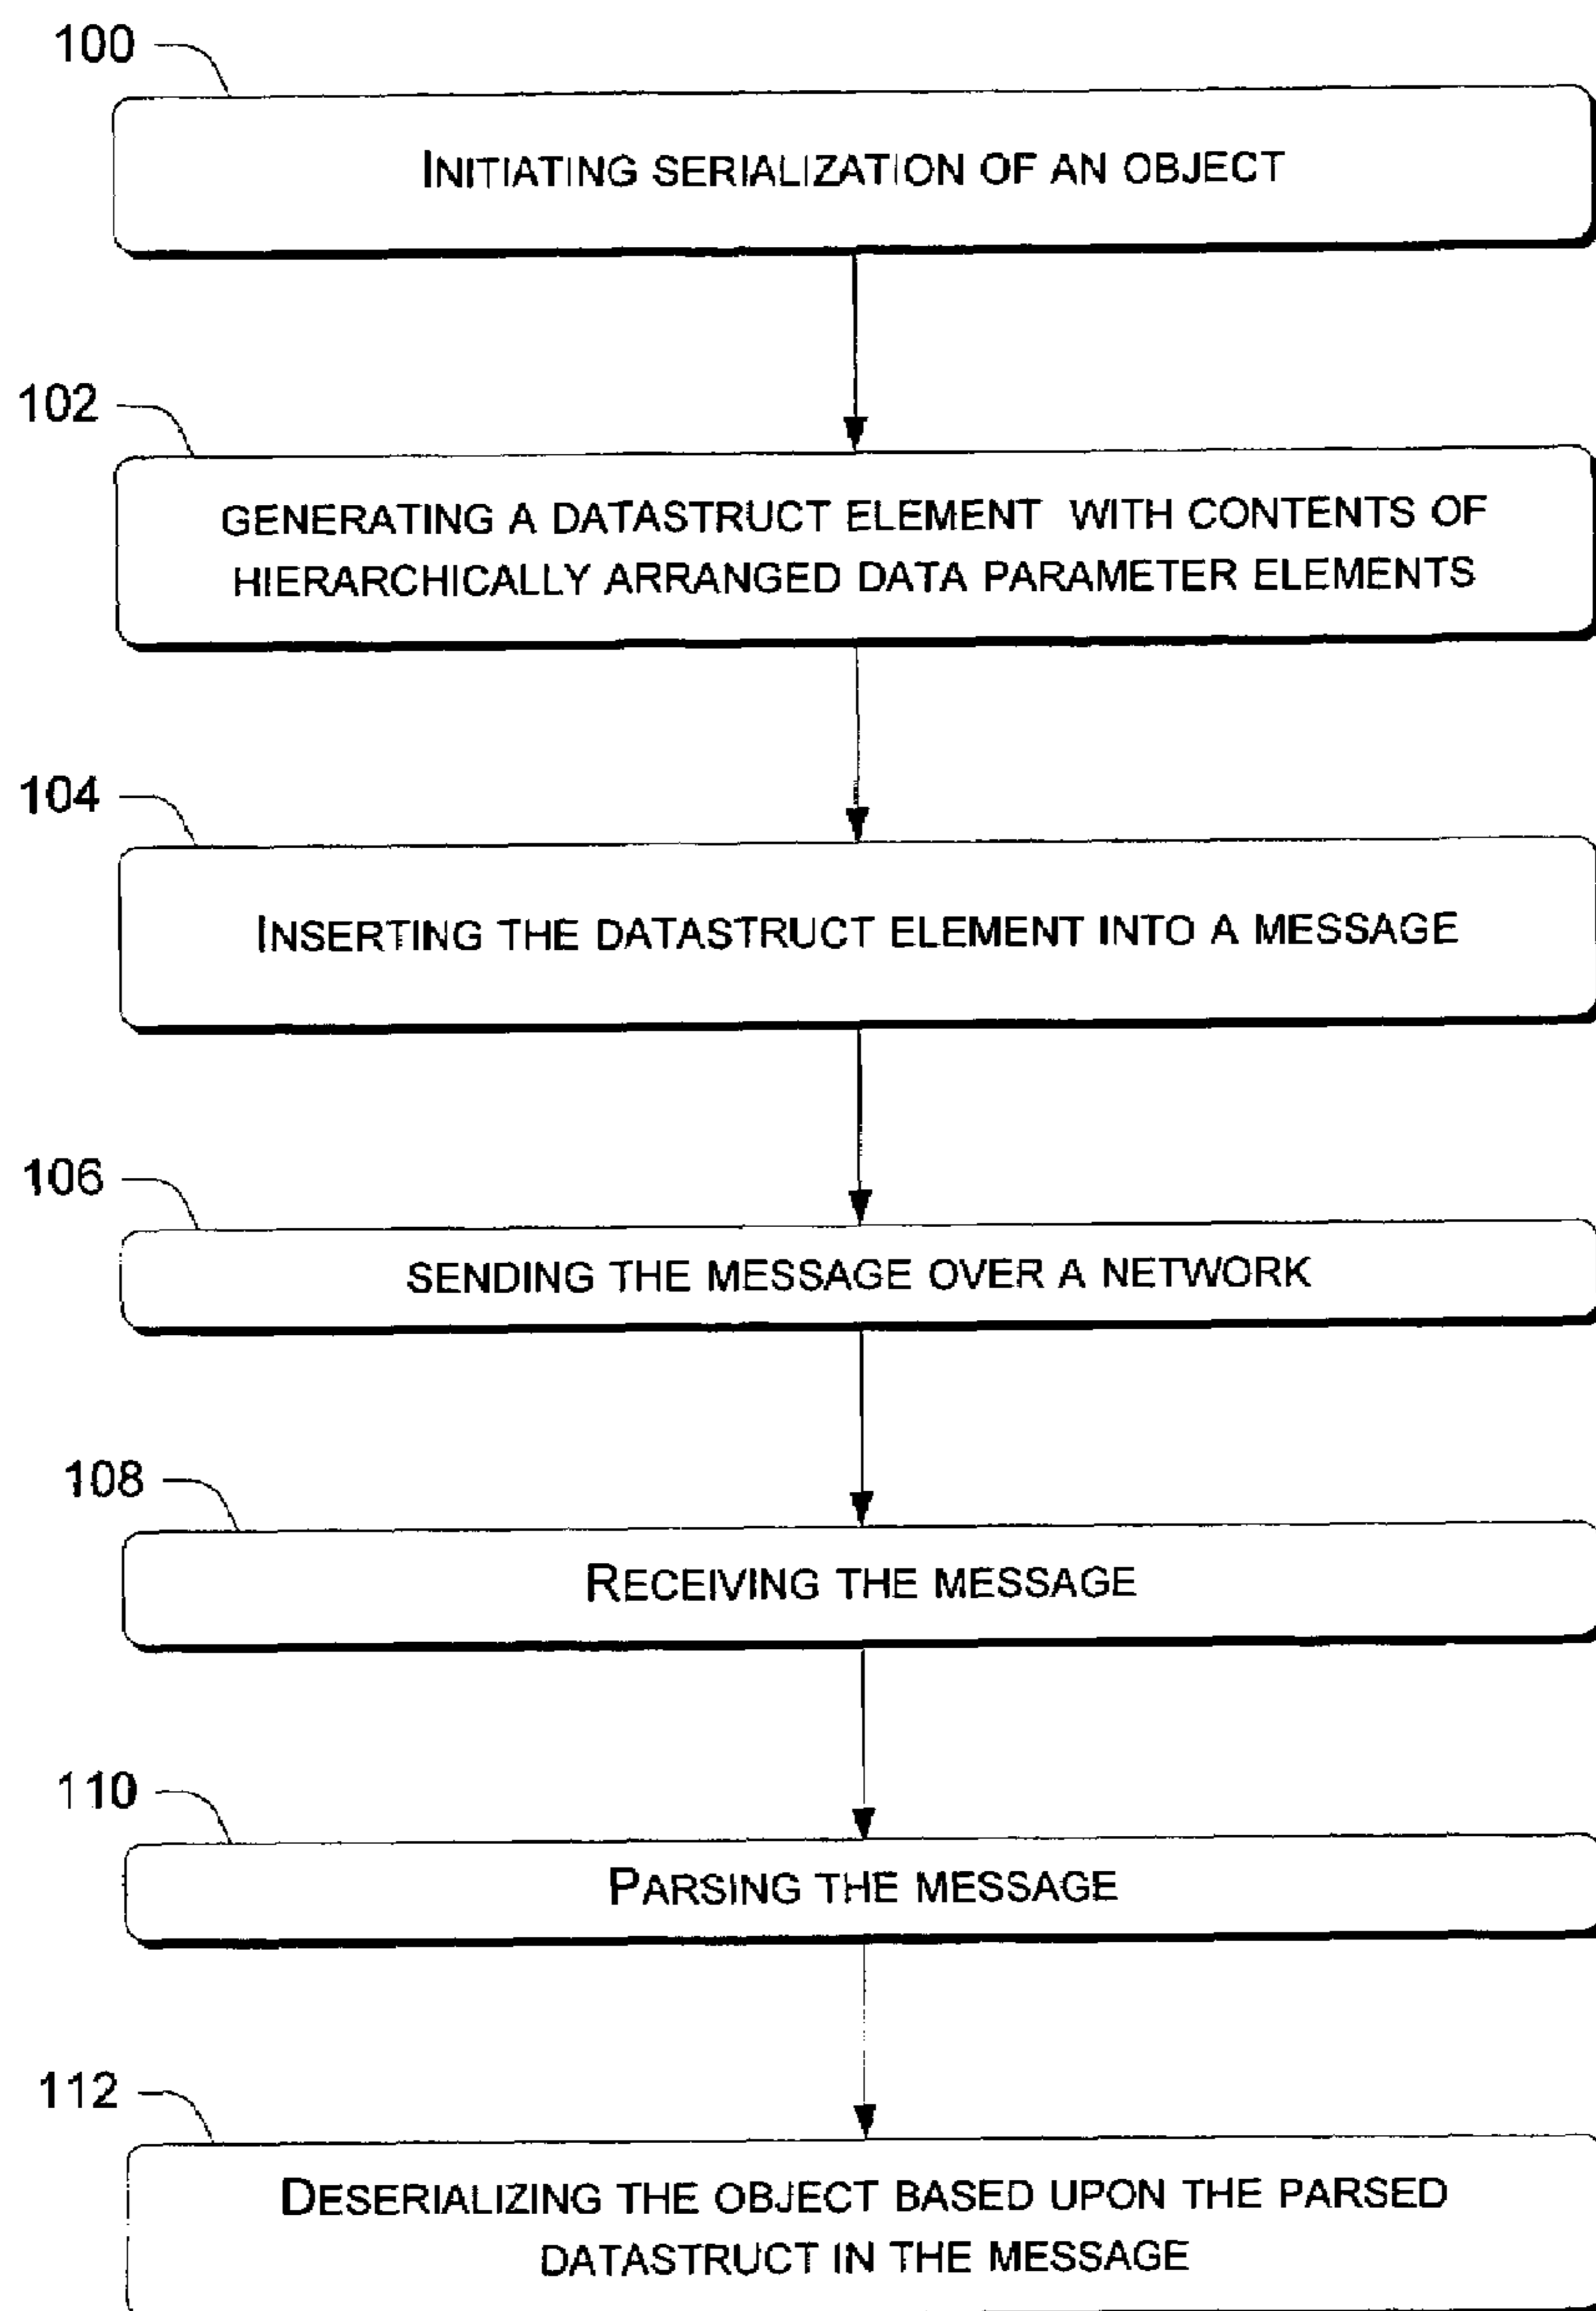 100
INITIATING SERIALIZATION OF AN OBJECT
102
GENERATING A DATASTRUCT ELEMENT WITH CONTENTS OF
HIERARCHICALLY ARRANGED DATA PARAMETER ELEMENTS
104
INSERTING THE DATASTRUCT ELEMENT INTO A MESSAGE
106
SENDING THE MESSAGE OVER A NETWORK
108
RECEIVING THE MESSAGE
110
PARSING THE MESSAGE
112
DESERIALIZING THE OBJECT BASED UPON THE PARSED
DATASTRUCT IN THE MESSAGE